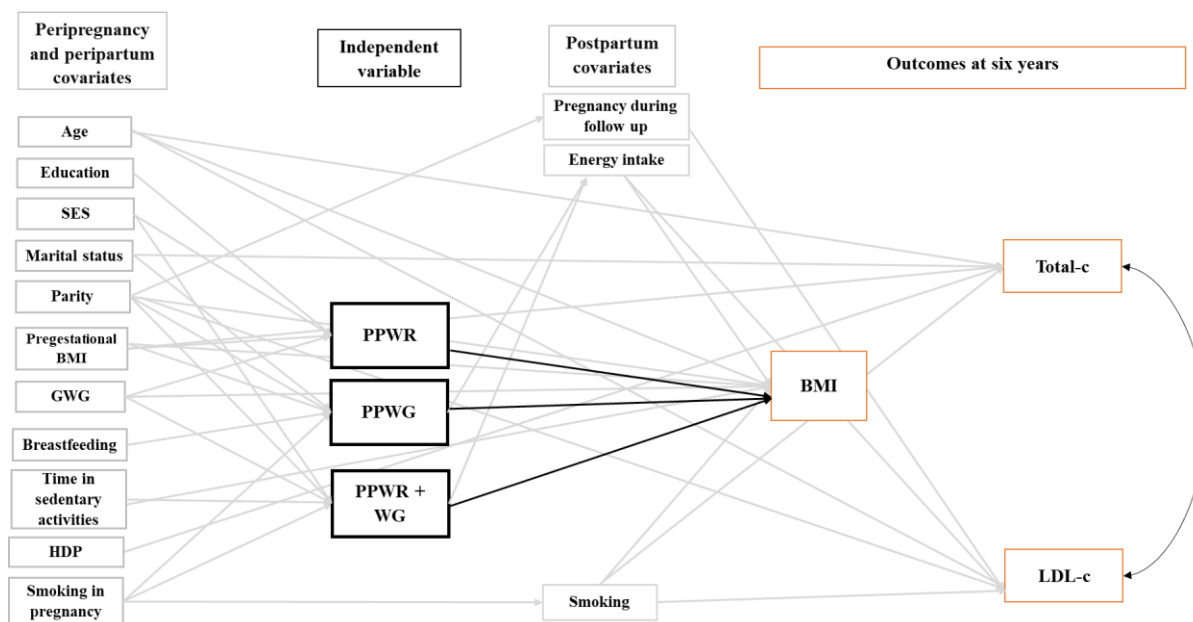 Peripregnancy
and peripartum
covariates
Independent
variable
Postpartum
covariates
Outcomes at six years
Age
Education
SES
Marital status
Parity
Pregestational
BMI
GWG
Breastfeeding
Time in
sedentary
activities
HDP
Smoking in
pregnancy
PPWR
PPWG
PPWR +
WG
Pregnancy during
follow up
Energy intake
Smoking
BMI
Total-c
LDL-c